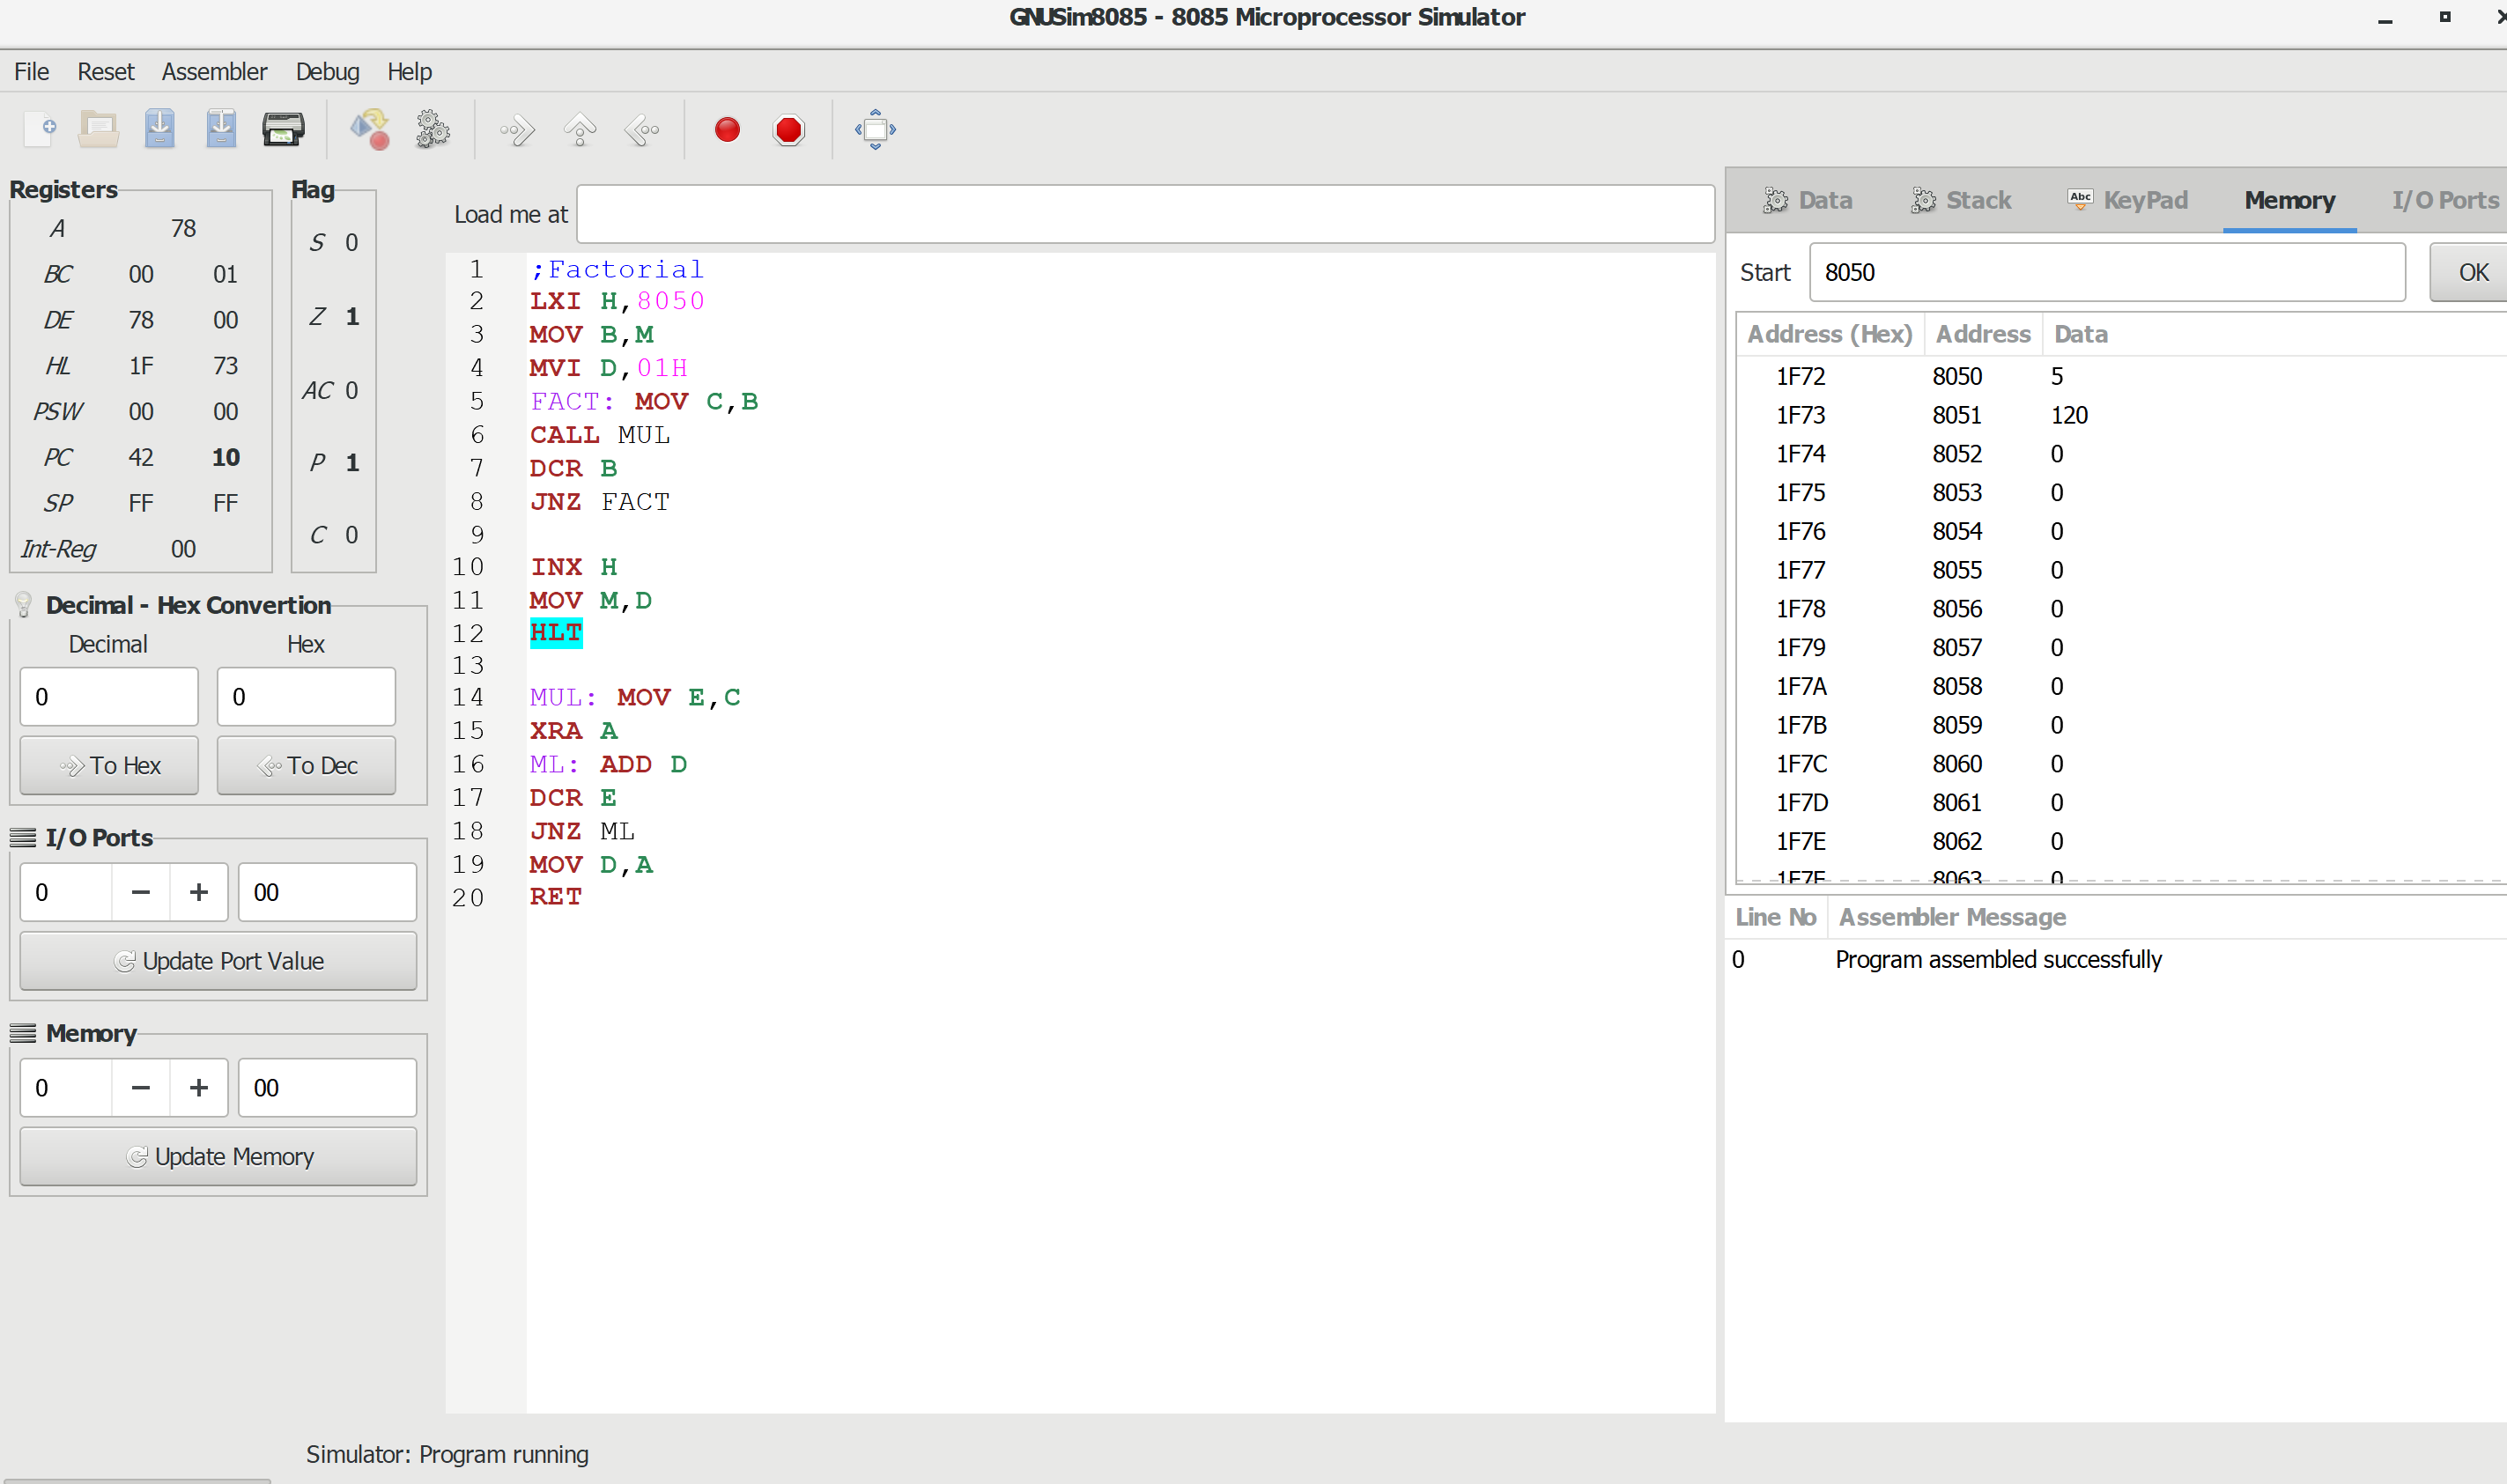 GNUSim8085 - 8085 Microprocessor Simulator
File Reset Assembler Debug Help
Registers
A 78
BC 00 01
DE 78 00
HL 1F 73
PSW 00 00
PC 42 10
SP FF FF
Int-Reg 00
Flag
S 0
Z 1
AC 0
P 1
C 0
Decimal - Hex Convertion
Decimal Hex
0 0
To Hex To Dec
I/O Ports
0 − + 00
Update Port Value
Memory
0 − + 00
Update Memory
Load me at
1 ;Factorial
2 LXI H,8050
3 MOV B,M
4 MVI D,01H
5 FACT: MOV C,B
6 CALL MUL
7 DCR B
8 JNZ FACT
9
10 INX H
11 MOV M,D
12 HLT
13
14 MUL: MOV E,C
15 XRA A
16 ML: ADD D
17 DCR E
18 JNZ ML
19 MOV D,A
20 RET
Data Stack Abc KeyPad Memory I/O Ports
Start 8050 OK
Address (Hex) Address Data
1F72 8050 5
1F73 8051 120
1F74 8052 0
1F75 8053 0
1F76 8054 0
1F77 8055 0
1F78 8056 0
1F79 8057 0
1F7A 8058 0
1F7B 8059 0
1F7C 8060 0
1F7D 8061 0
1F7E 8062 0
1F7F 8063 0
Line No Assembler Message
0 Program assembled successfully
Simulator: Program running